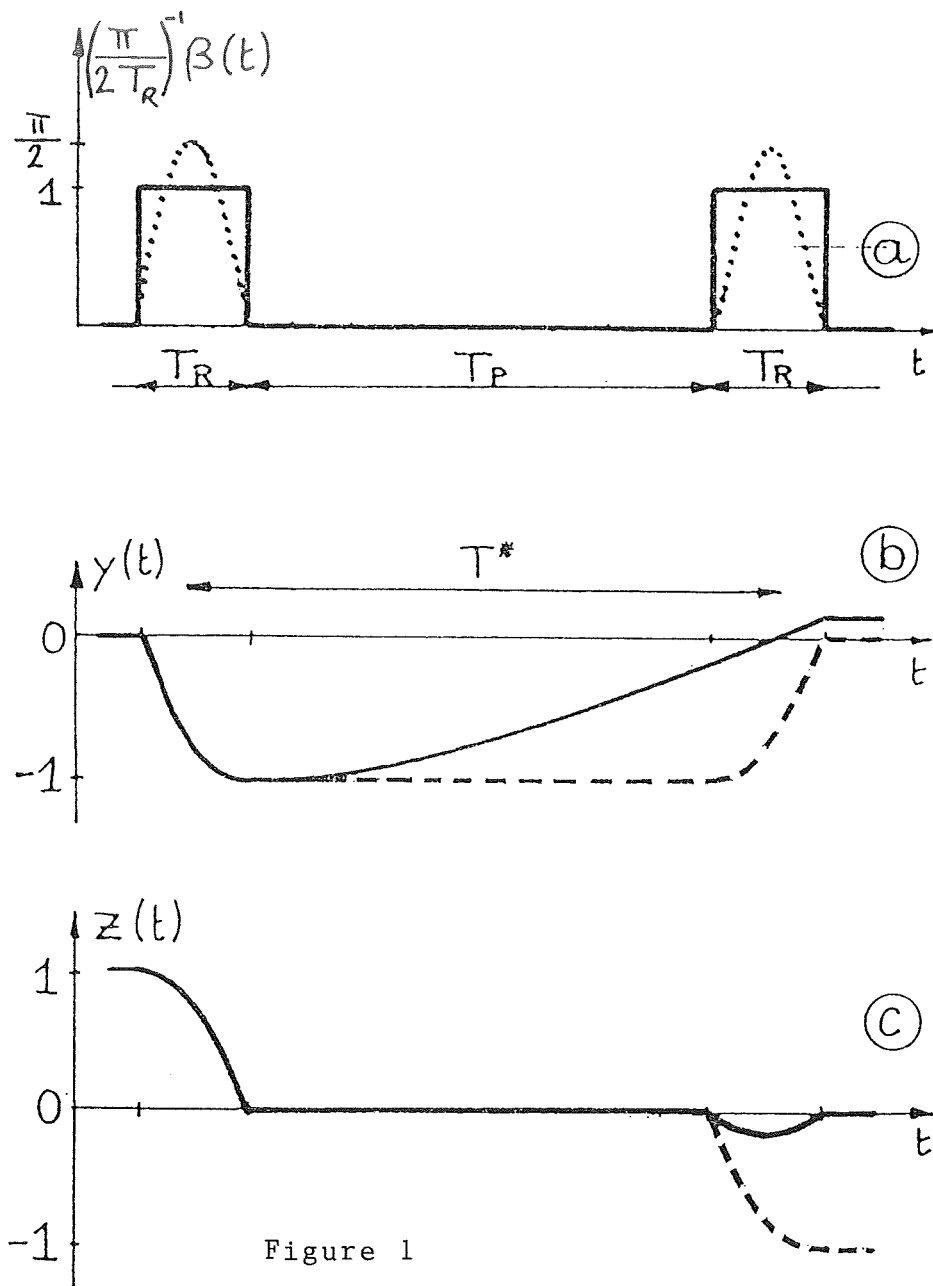 (π/2T_R)⁻¹ β(t)
π/2
1
a
T_R T_P T_R t
b
T*
y(t)
0
t
-1
z(t)
1
c
0
t
-1
Figure 1